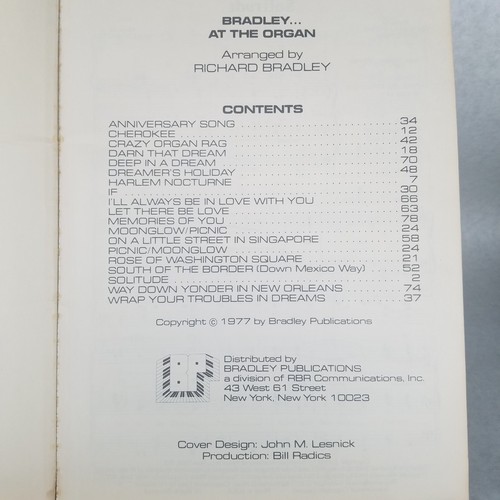 BRADLEY...
AT THE ORGAN
Arranged by
RICHARD BRADLEY
CONTENTS
ANNIVERSARY SONG 34
CHEROKEE 12
CRAZY ORGAN RAG 42
DARN THAT DREAM 18
DEEP IN A DREAM 70
DREAMER'S HOLIDAY 48
HARLEM NOCTURNE 7
IF 30
I'LL ALWAYS BE IN LOVE WITH YOU 66
LET THERE BE LOVE 63
MEMORIES OF YOU 78
MOONGLOW/PICNIC 24
ON A LITTLE STREET IN SINGAPORE 58
PICNIC/MOONGLOW 24
ROSE OF WASHINGTON SQUARE 21
SOUTH OF THE BORDER (Down Mexico Way) 52
SOLITUDE 2
WAY DOWN YONDER IN NEW ORLEANS 74
WRAP YOUR TROUBLES IN DREAMS 37
Copyright © 1977 by Bradley Publications
BP
Distributed by
BRADLEY PUBLICATIONS
a division of RBR Communications, Inc.
43 West 61 Street
New York, New York 10023
Cover Design: John M. Lesnick
Production: Bill Radics